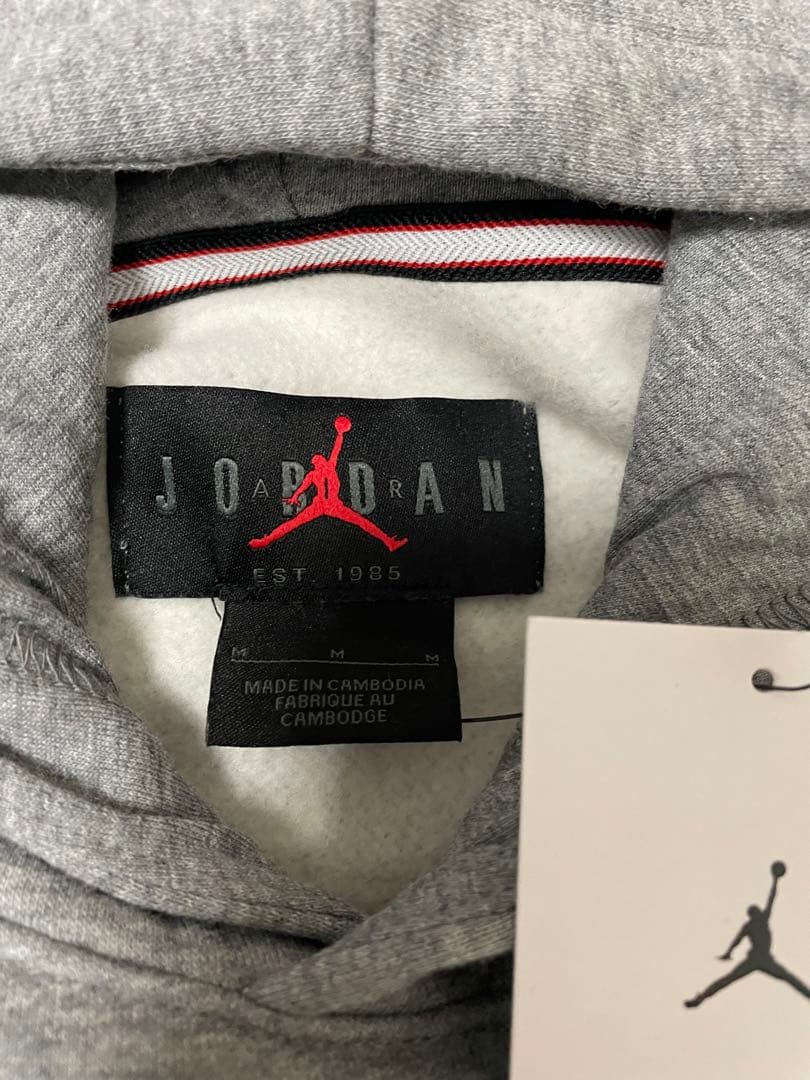 JORDAN
AIR
EST. 1985
M M M
MADE IN CAMBODIA
FABRIQUE AU
CAMBODGE